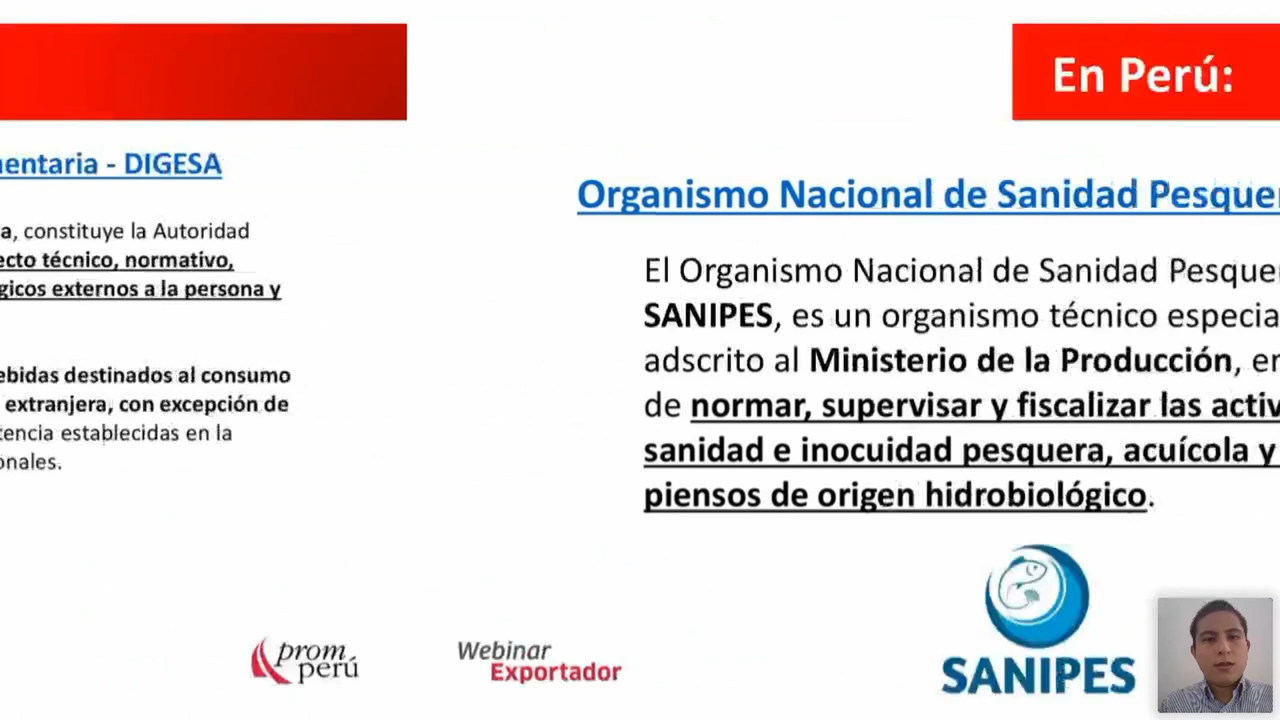 mentaria - DIGESA
a, constituye la Autoridad
ecto técnico, normativo,
gicos externos a la persona y
ebidas destinados al consumo
extranjera, con excepción de
tencia establecidas en la
onales.
prom
perú
Webinar
Exportador
En Perú:
Organismo Nacional de Sanidad Pesque
El Organismo Nacional de Sanidad Pesque
SANIPES, es un organismo técnico especia
adscrito al Ministerio de la Producción, en
de normar, supervisar y fiscalizar las activ
sanidad e inocuidad pesquera, acuícola y
piensos de origen hidrobiológico.
SANIPES